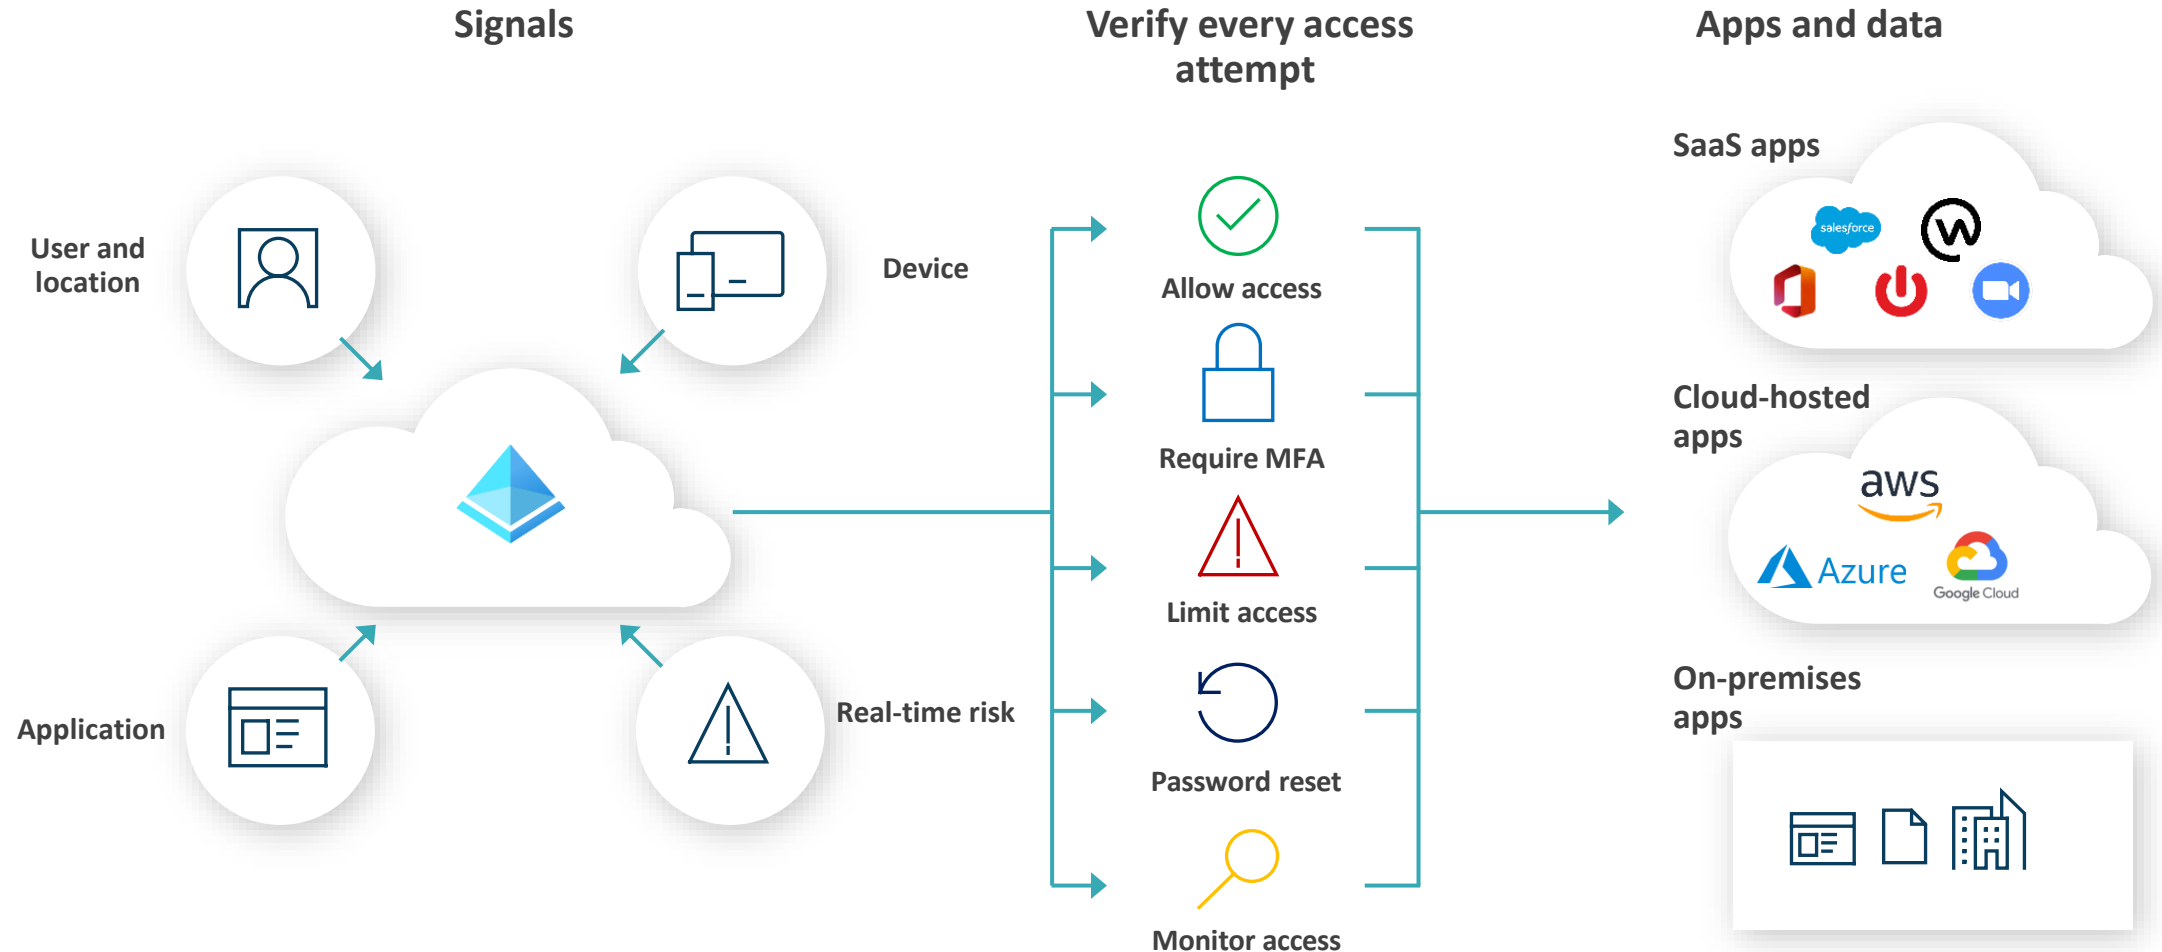 Signals
Verify every access
attempt
Apps and data
User and
location
Device
Application
Real-time risk
Allow access
Require MFA
Limit access
Password reset
Monitor access
SaaS apps
salesforce
Cloud-hosted
apps
aws
Azure
Google Cloud
On-premises
apps